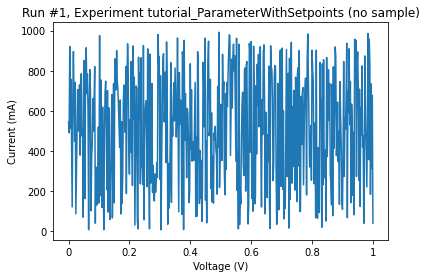 Run #1, Experiment tutorial_ParameterWithSetpoints (no sample)
Current (mA)
1000
800
600
400
200
0
0 0.2 0.4 0.6 0.8 1
Voltage (V)